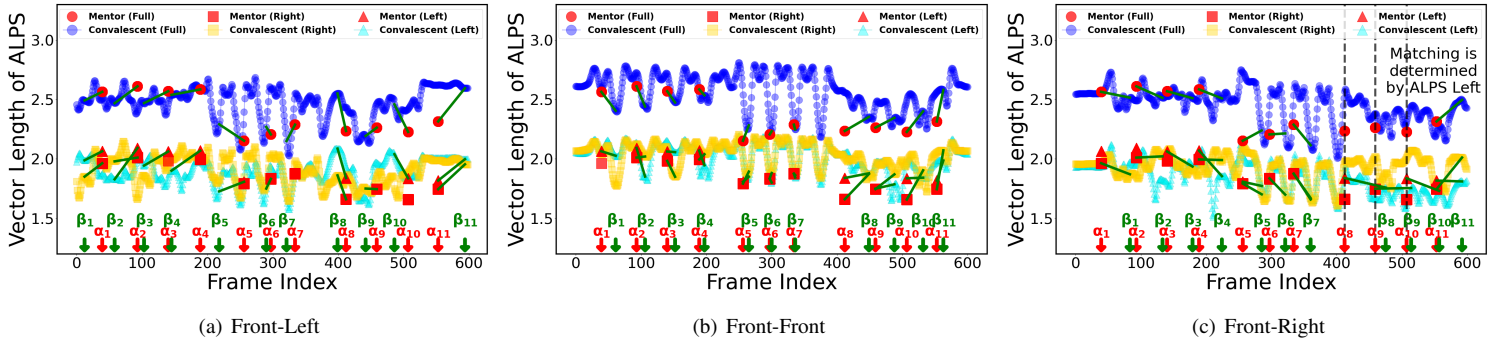 Mentor (Full) Mentor (Right) Mentor (Left)
Convalescent (Full) Convalescent (Right) Convalescent (Left)
Vector Length of ALPS
3.0
2.5
2.0
1.5
β1 β2 β3 β4 β5 β6 β7 β8 β9 β10 β11
α1 α2 α3 α4 α5 α6 α7 α8 α9 α10 α11
0 100 200 300 400 500 600
Frame Index
(a) Front-Left
Mentor (Full) Mentor (Right) Mentor (Left)
Convalescent (Full) Convalescent (Right) Convalescent (Left)
Vector Length of ALPS
3.0
2.5
2.0
1.5
β1 β2 β3 β4 β5 β6 β7 β8 β9 β10 β11
α1 α2 α3 α4 α5 α6 α7 α8 α9 α10 α11
0 100 200 300 400 500 600
Frame Index
(b) Front-Front
Mentor (Full) Mentor (Right) Mentor (Left)
Convalescent (Full) Convalescent (Right) Convalescent (Left)
Matching is
determined
by ALPS Left
Vector Length of ALPS
3.0
2.5
2.0
1.5
β1 β2 β3 β4 β5 β6 β7 β8 β9 β10 β11
α1 α2 α3 α4 α5 α6 α7 α8 α9 α10 α11
0 100 200 300 400 500 600
Frame Index
(c) Front-Right